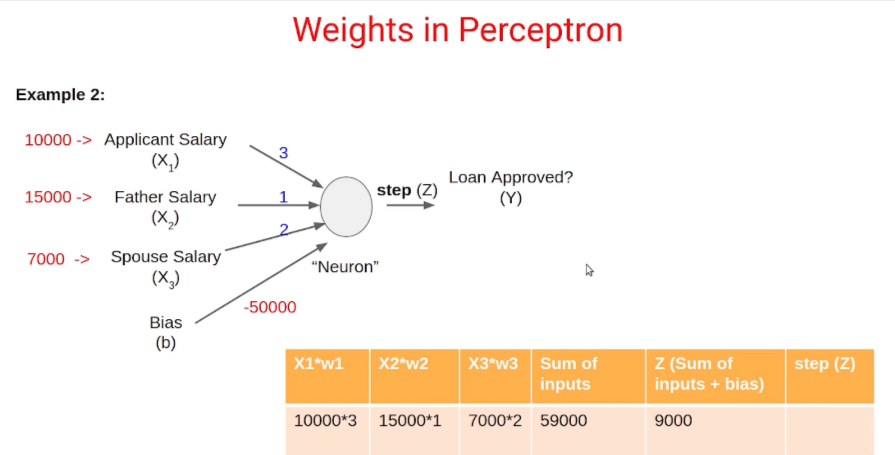 Weights in Perceptron
Example 2:
10000 -> Applicant Salary
(X₁)
3
15000 -> Father Salary
(X₂)
1
7000 -> Spouse Salary
(X₃)
2
Bias
(b)
-50000
“Neuron”
step (Z)
Loan Approved?
(Y)
X1*w1 X2*w2 X3*w3 Sum of inputs Z (Sum of inputs + bias) step (Z)
10000*3 15000*1 7000*2 59000 9000